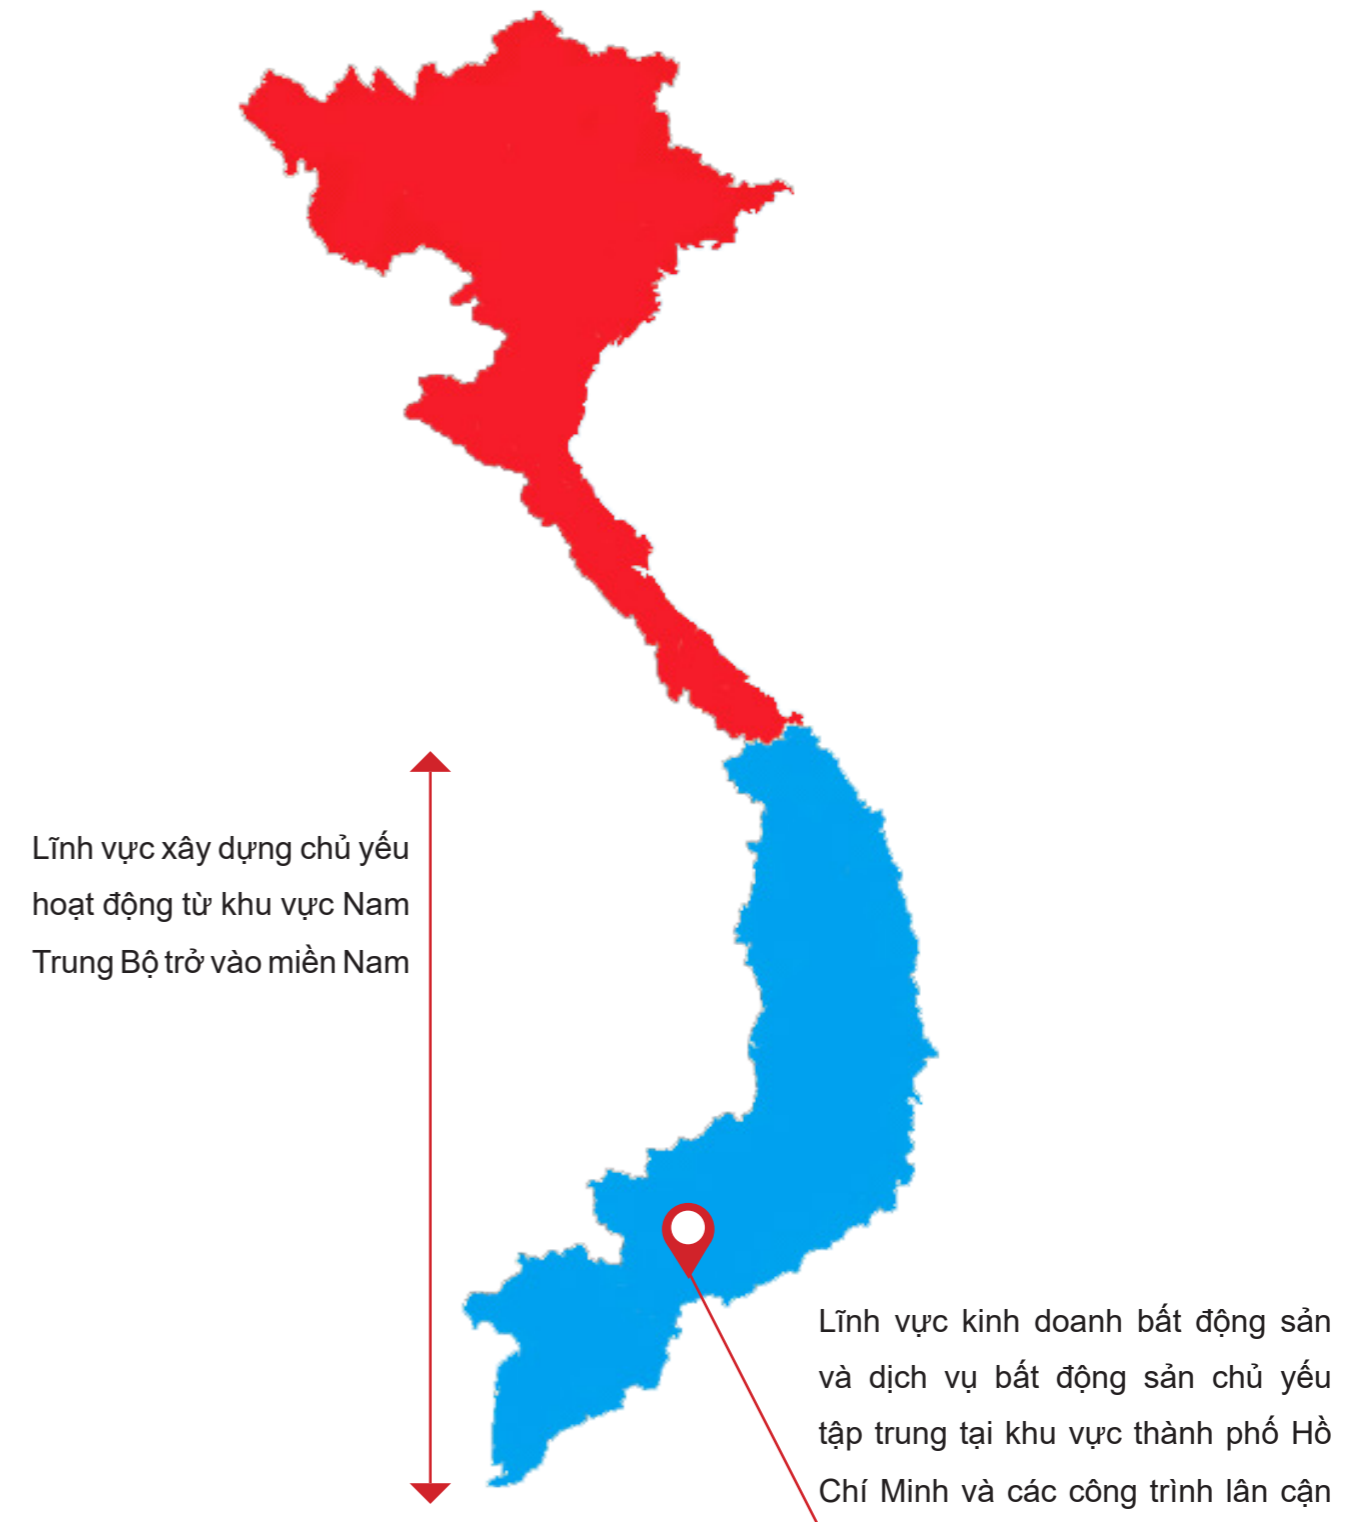 Lĩnh vực xây dựng chủ yếu
hoạt động từ khu vực Nam
Trung Bộ trở vào miền Nam
Lĩnh vực kinh doanh bất động sản
và dịch vụ bất động sản chủ yếu
tập trung tại khu vực thành phố Hồ
Chí Minh và các công trình lân cận